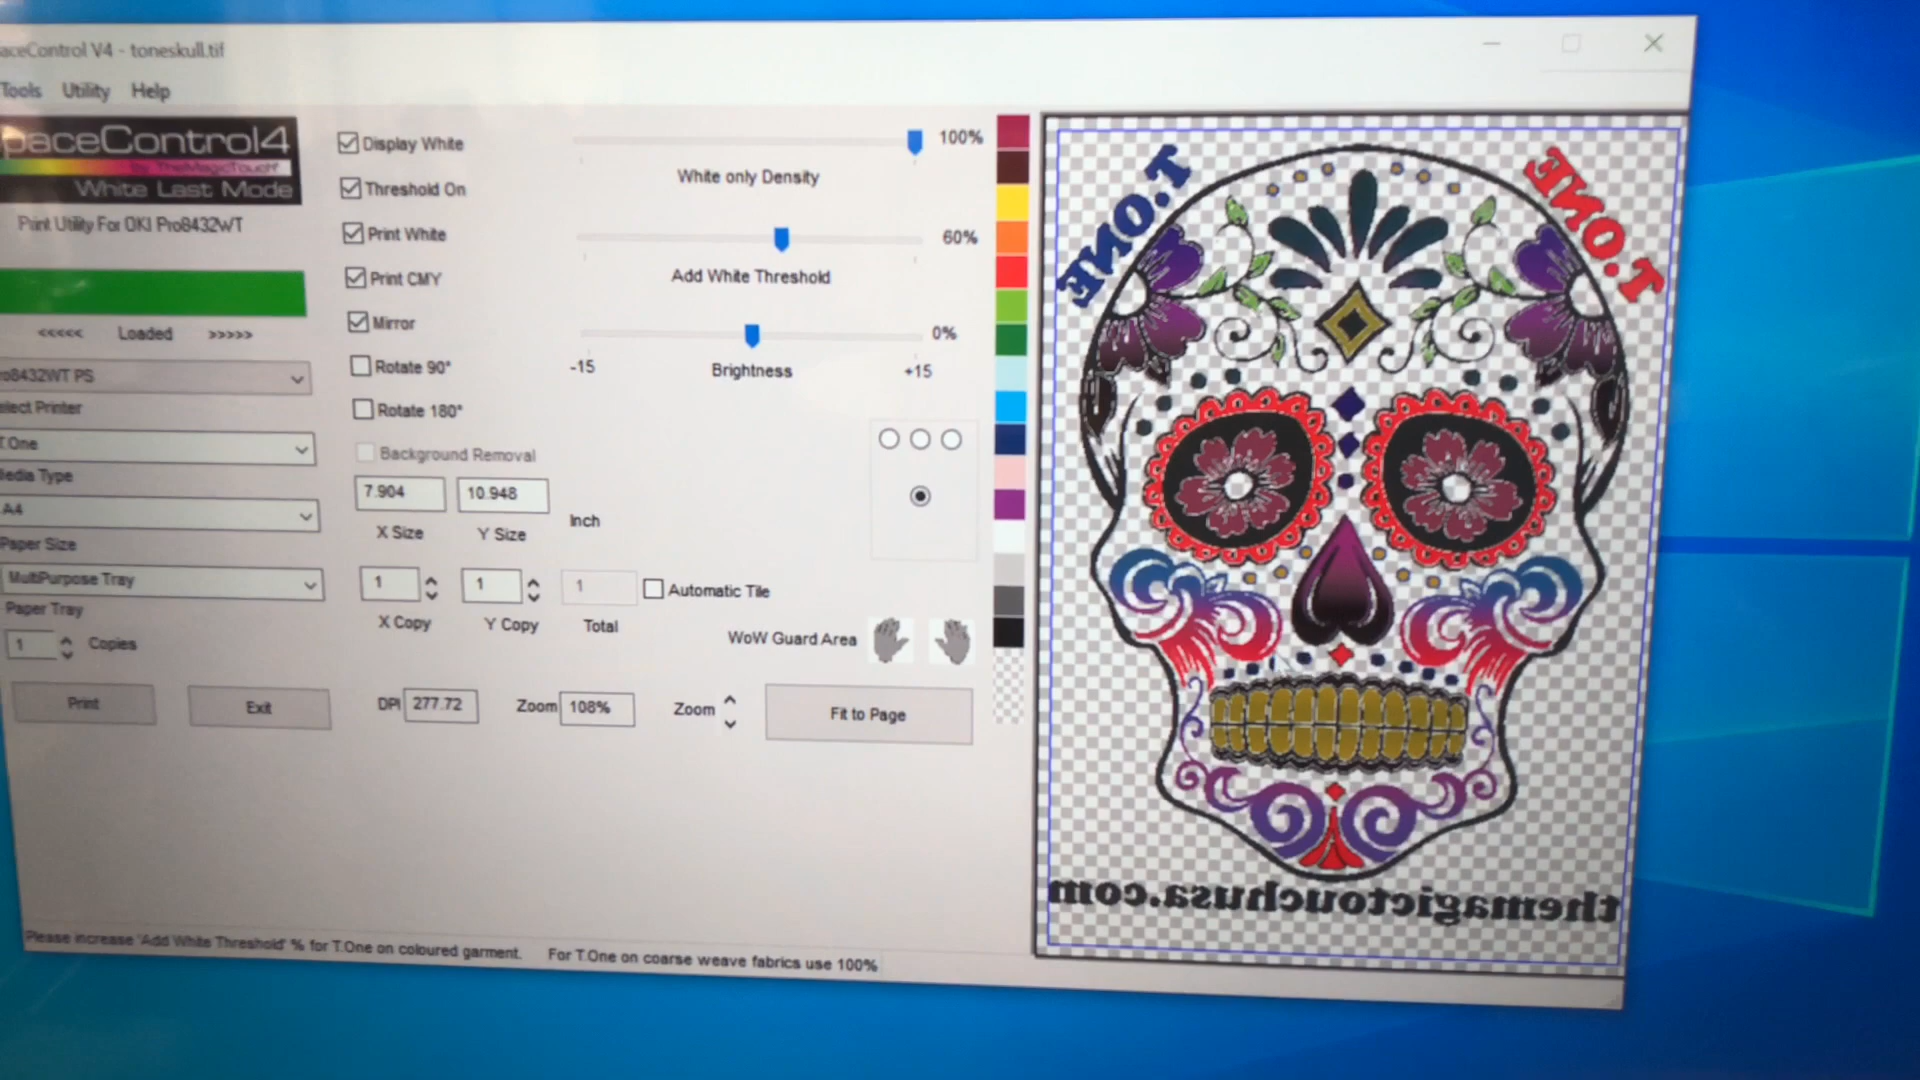 aceControl V4 - toneskull.tif
Tools Utility Help
paceControl4
by TheMagicTouch
White Last Mode
Print Utility For OKI Pro8432WT
<<<<< Loaded >>>>>
ro8432WT PS
elect Printer
T.One
Media Type
A4
Paper Size
MultiPurpose Tray
Paper Tray
1 Copies
Print Exit
Display White
Threshold On
Print White
Print CMY
Mirror
Rotate 90°
Rotate 180°
Background Removal
7.904 10.948
Inch
X Size Y Size
1 1 1 Automatic Tile
X Copy Y Copy Total
WoW Guard Area
DPI 277.72 Zoom 108% Zoom Fit to Page
100%
White only Density
60%
Add White Threshold
0%
-15 Brightness +15
Please increase 'Add White Threshold' % for T.One on coloured garment. For T.One on coarse weave fabrics use 100%
T.ONE
T.ONE
themagictouchusa.com